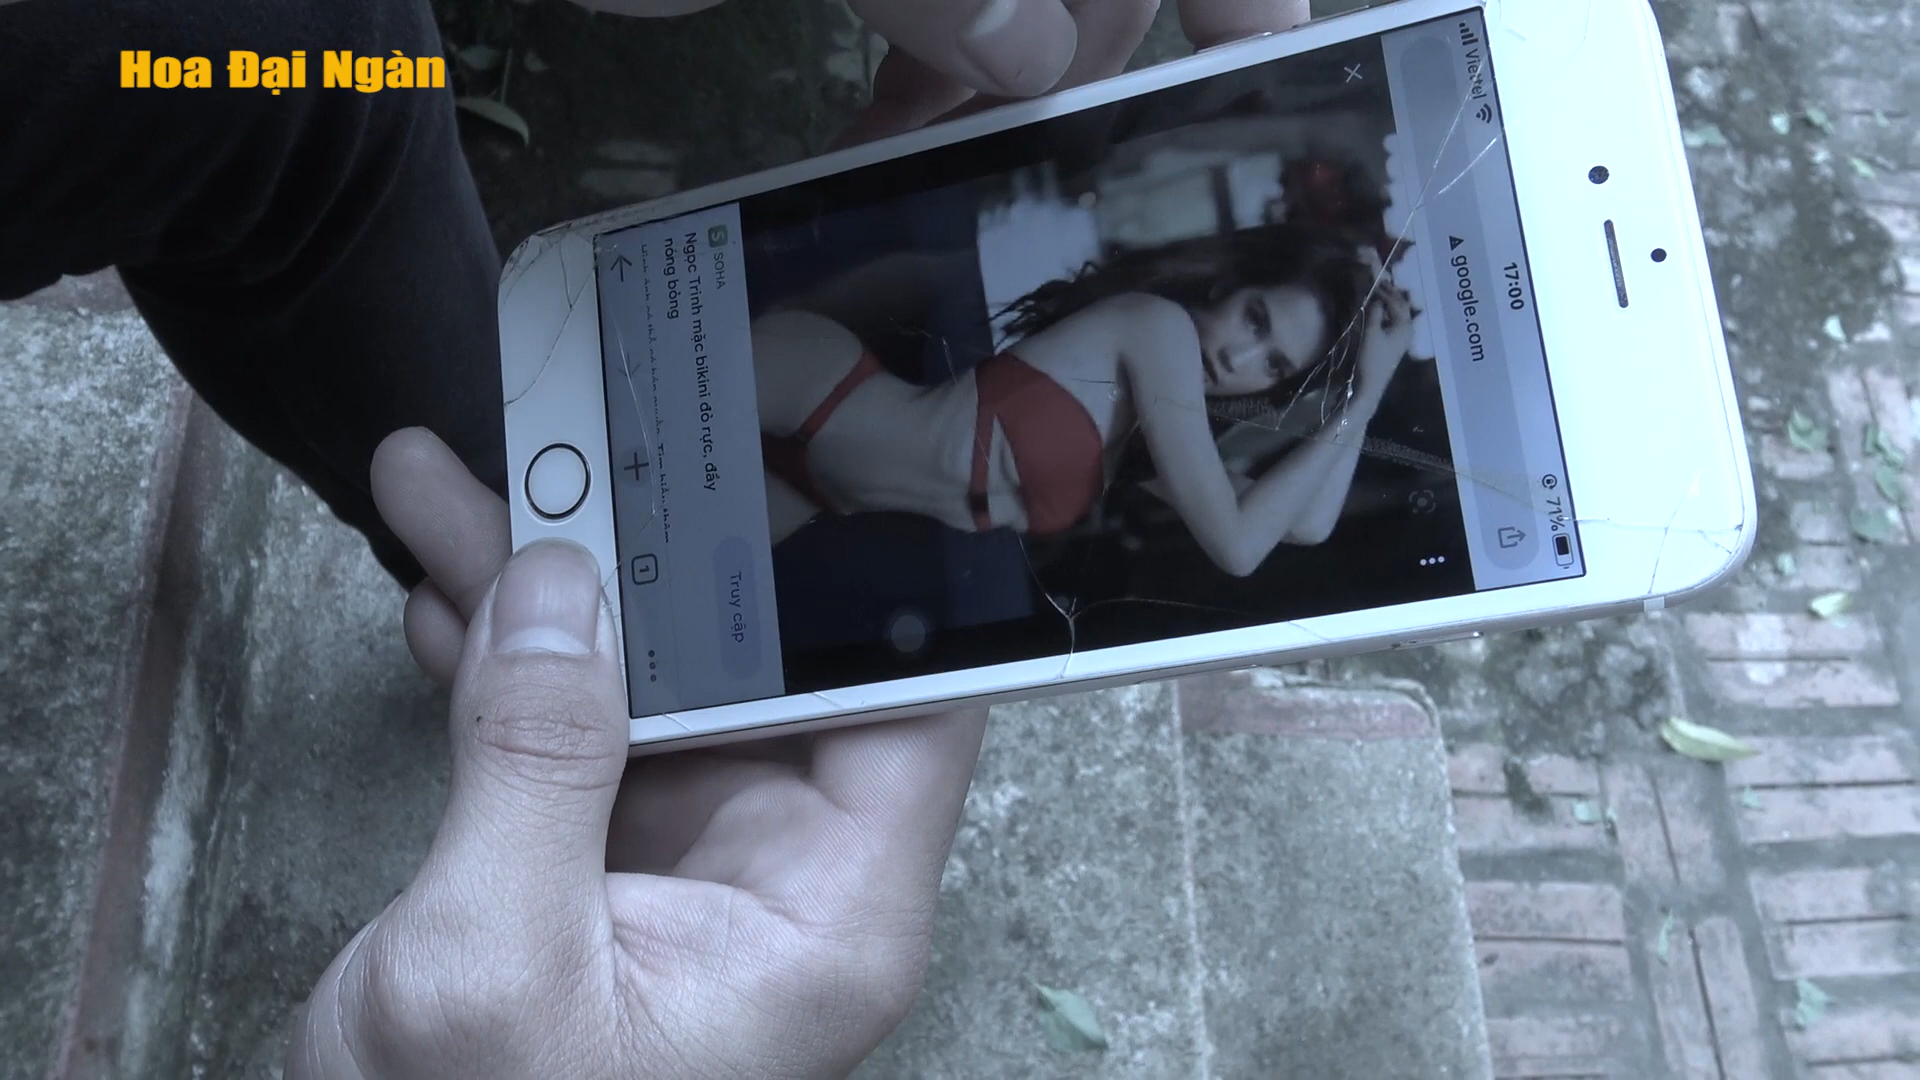 Hoa Đại Ngàn
Viettel
17:00
71%
google.com
SOHA
Ngọc Trinh mặc bikini đỏ rực, đầy
nóng bỏng
Truy cập
1